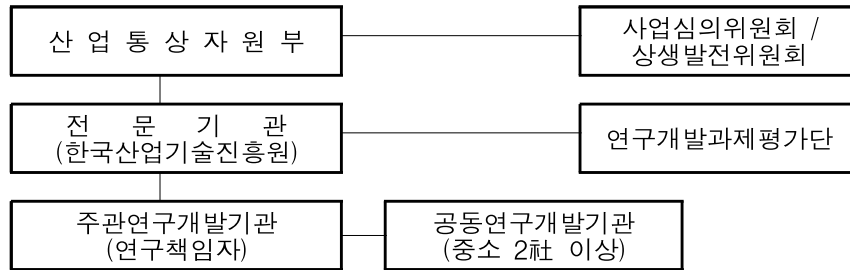 산 업 통 상 자 원 부
사업심의위원회 /
상생발전위원회
전 문 기 관
(한국산업기술진흥원)
연구개발과제평가단
주관연구개발기관
(연구책임자)
공동연구개발기관
(중소 2社 이상)